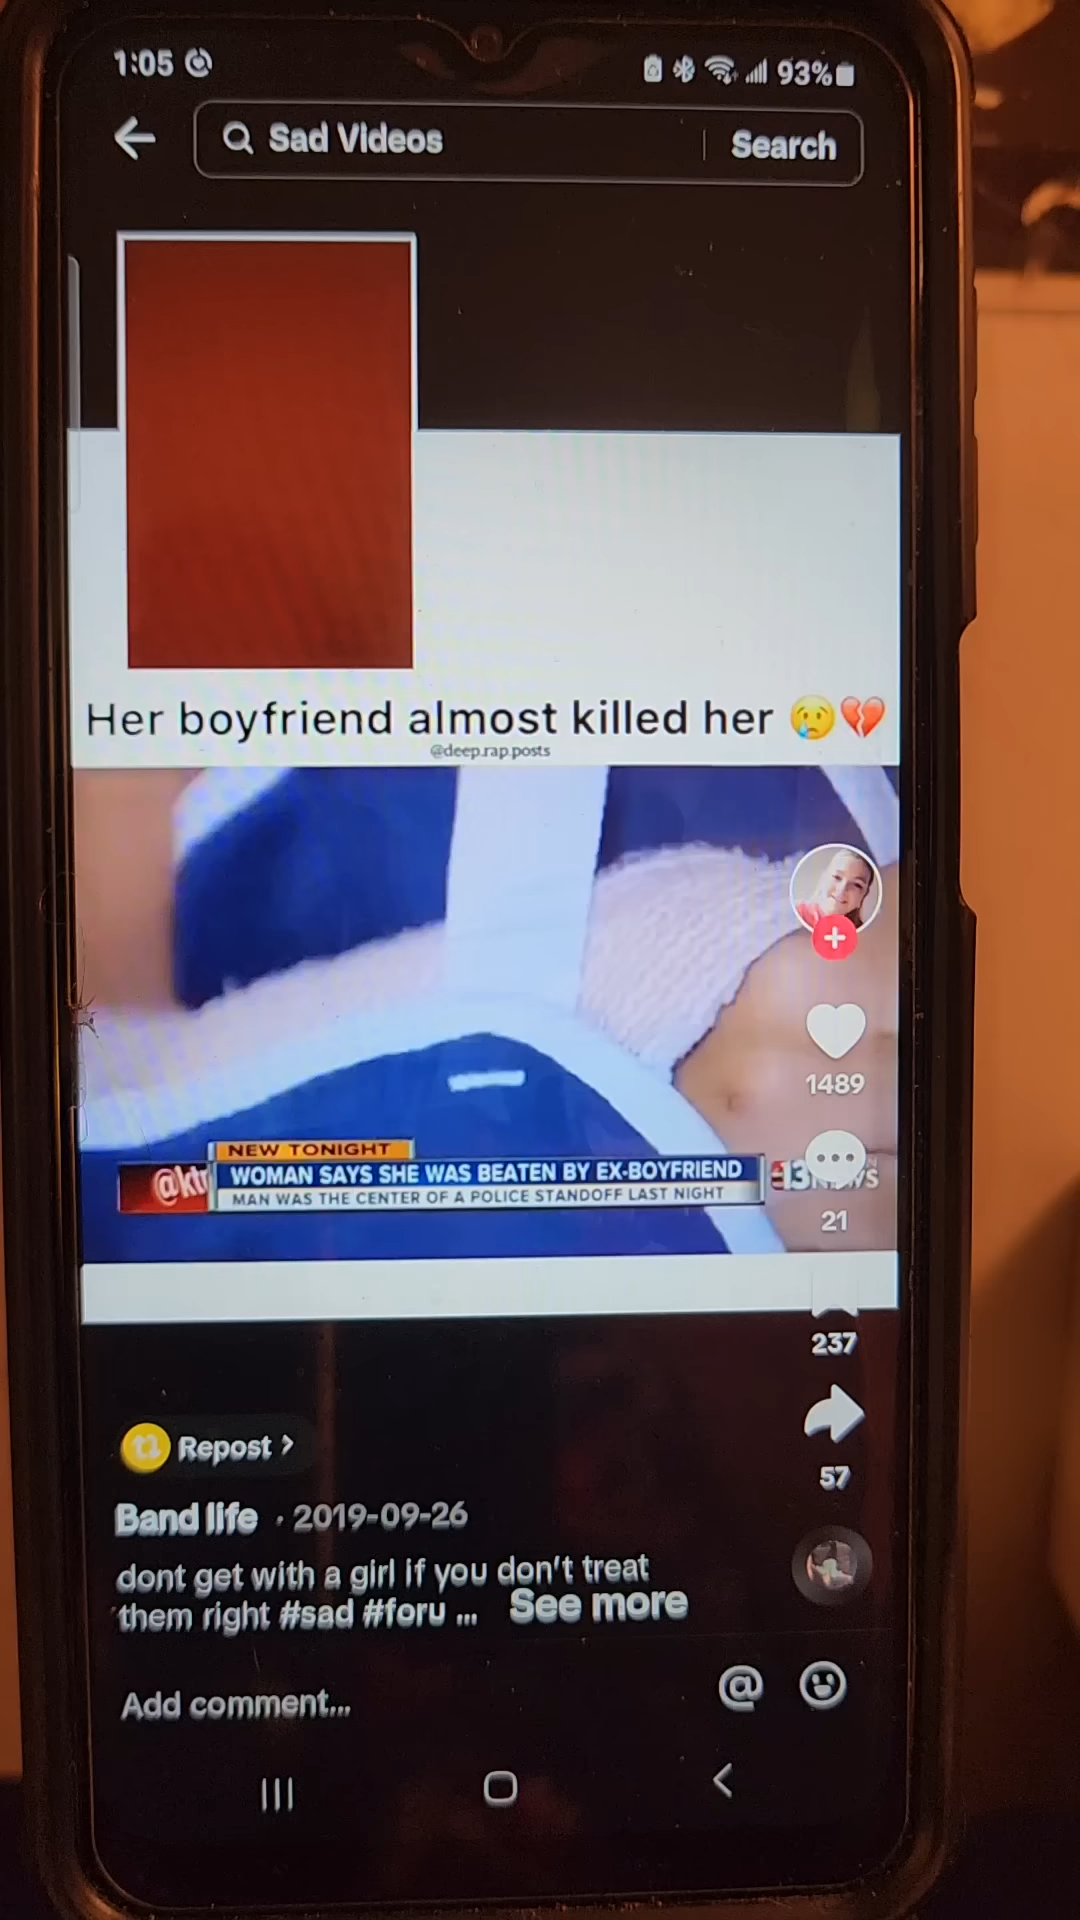 1:05
93%
Sad Videos
Search
Her boyfriend almost killed her 😢💔
@deep.rap.posts
1489
NEW TONIGHT
@ktn
WOMAN SAYS SHE WAS BEATEN BY EX-BOYFRIEND
MAN WAS THE CENTER OF A POLICE STANDOFF LAST NIGHT
13
21
237
57
Repost >
Band life · 2019-09-26
dont get with a girl if you don't treat
them right #sad #foru ... See more
Add comment...
@